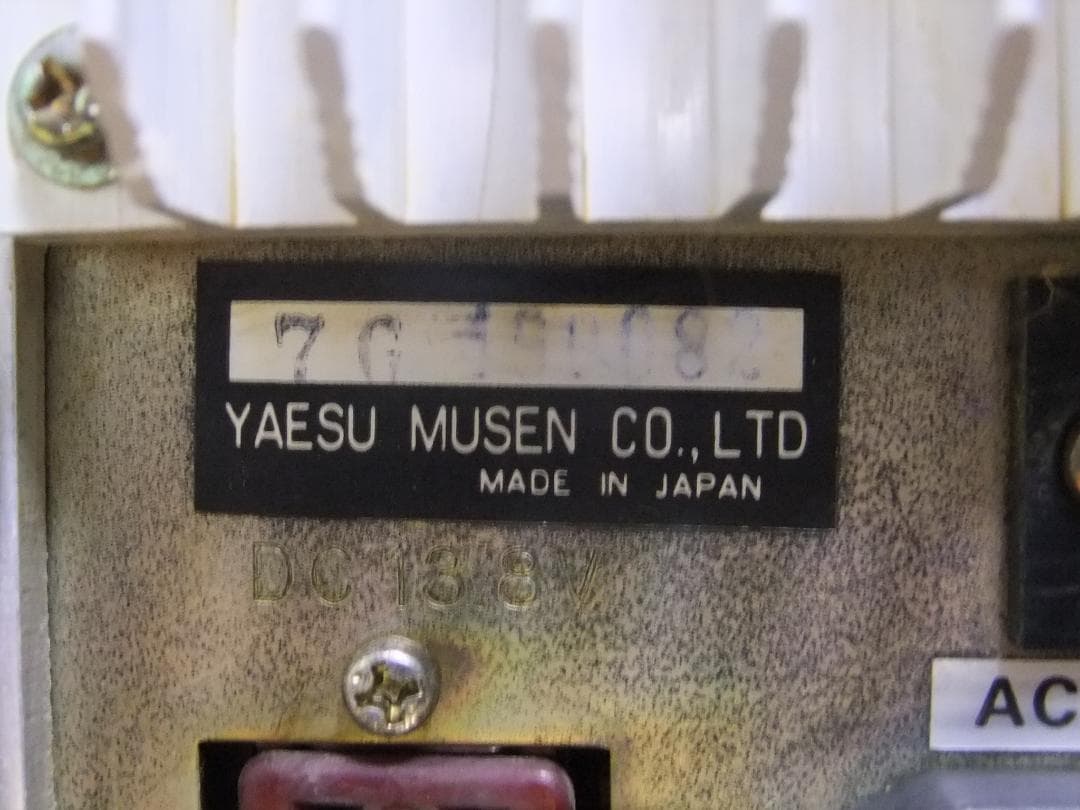 7G
YAESU MUSEN CO.,LTD
MADE IN JAPAN
DC 13.8V
AC